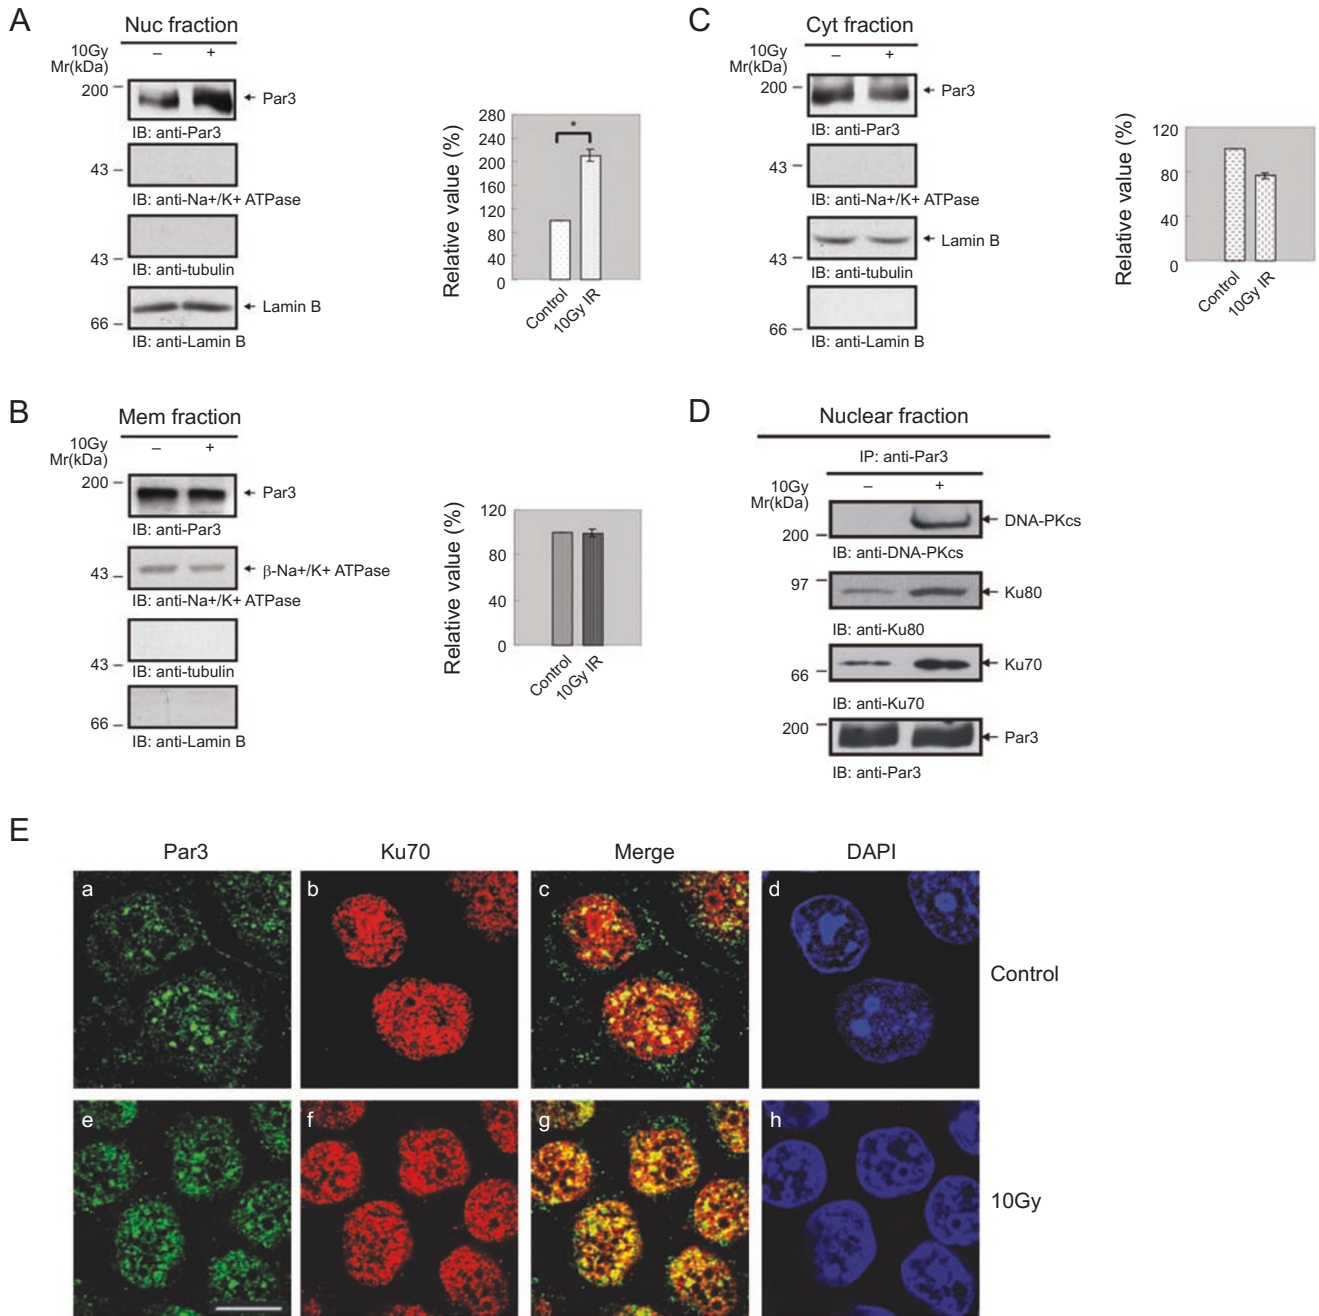 A
Nuc fraction
10Gy – +
Mr(kDa)
200
Par3
IB: anti-Par3
43
IB: anti-Na+/K+ ATPase
43
IB: anti-tubulin
Lamin B
66
IB: anti-Lamin B
Relative value (%)
280
240
200
160
120
80
40
0
*
Control
10Gy IR
C
Cyt fraction
10Gy – +
Mr(kDa)
200
Par3
IB: anti-Par3
43
IB: anti-Na+/K+ ATPase
Lamin B
43
IB: anti-tubulin
66
IB: anti-Lamin B
Relative value (%)
120
80
40
0
Control
10Gy IR
B
Mem fraction
10Gy – +
Mr(kDa)
200
Par3
IB: anti-Par3
43
β-Na+/K+ ATPase
IB: anti-Na+/K+ ATPase
43
IB: anti-tubulin
66
IB: anti-Lamin B
Relative value (%)
120
80
40
0
Control
10Gy IR
D
Nuclear fraction
IP: anti-Par3
10Gy – +
Mr(kDa)
DNA-PKcs
200
IB: anti-DNA-PKcs
97
Ku80
IB: anti-Ku80
Ku70
66
IB: anti-Ku70
200
Par3
IB: anti-Par3
E
Par3 Ku70 Merge DAPI
a b c d
Control
e f g h
10Gy